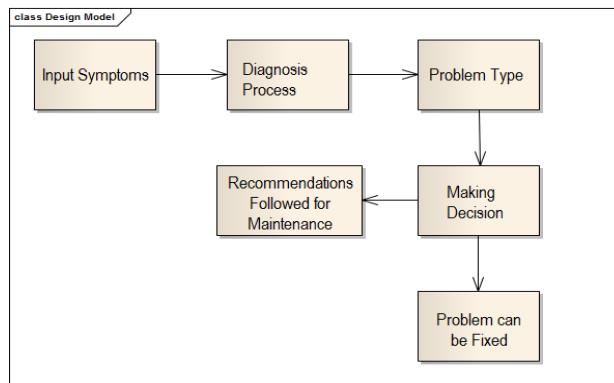 class Design Model
Input Symptoms
Diagnosis
Process
Problem Type
Recommendations
Followed for
Maintenance
Making
Decision
Problem can
be Fixed